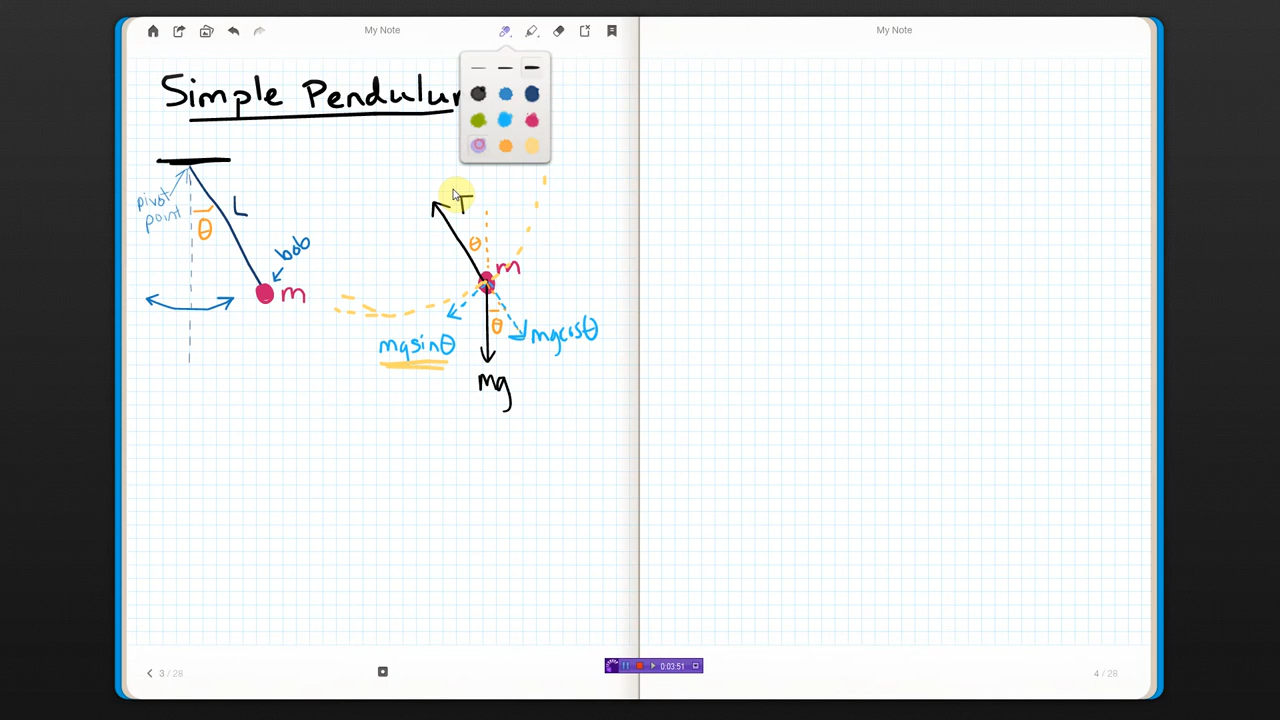 My Note
My Note
Simple Pendulum
pivot
point
θ
L
bob
m
T
θ
m
θ
mgsinθ
mgcosθ
mg
3 / 28
0:03:51
4 / 28